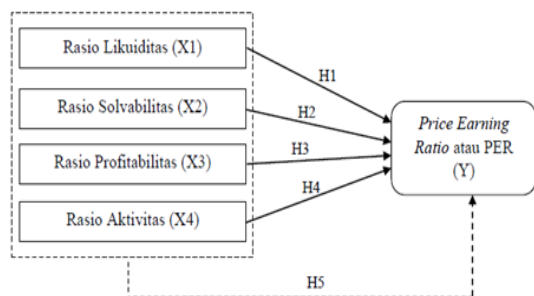 Rasio Likuiditas (X1)
H1
Rasio Solvabilitas (X2)
H2
Price Earning
Ratio atau PER
(Y)
Rasio Profitabilitas (X3)
H3
H4
Rasio Aktivitas (X4)
H5